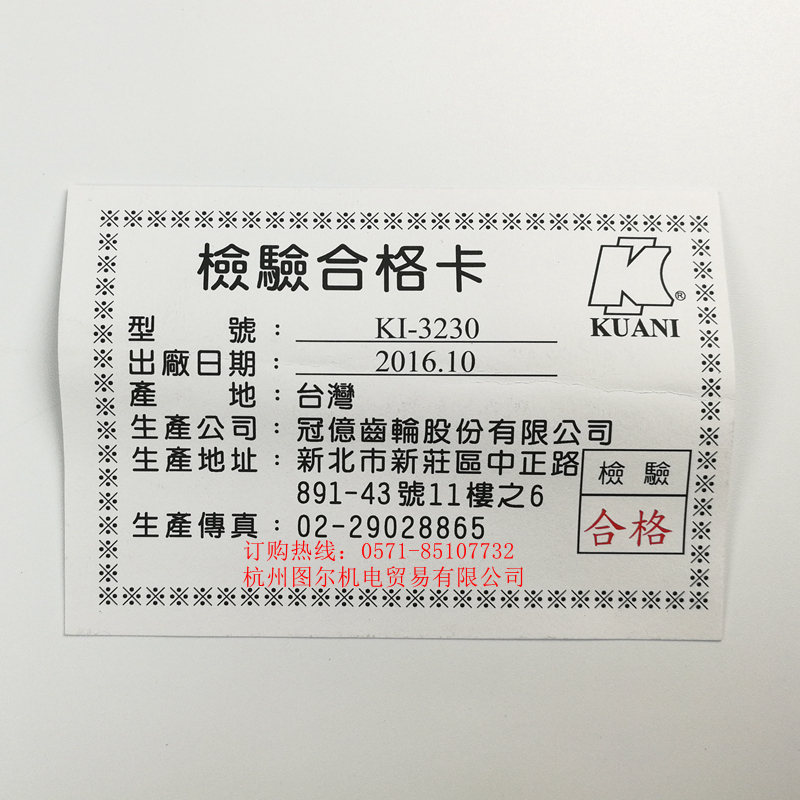 檢驗合格卡
K®
KUANI
型號：KI-3230
出廠日期：2016.10
產地：台灣
生產公司：冠億齒輪股份有限公司
生產地址：新北市新莊區中正路
891-43號11樓之6
生產傳真：02-29028865
檢驗
合格
订购热线：0571-85107732
杭州图尔机电贸易有限公司